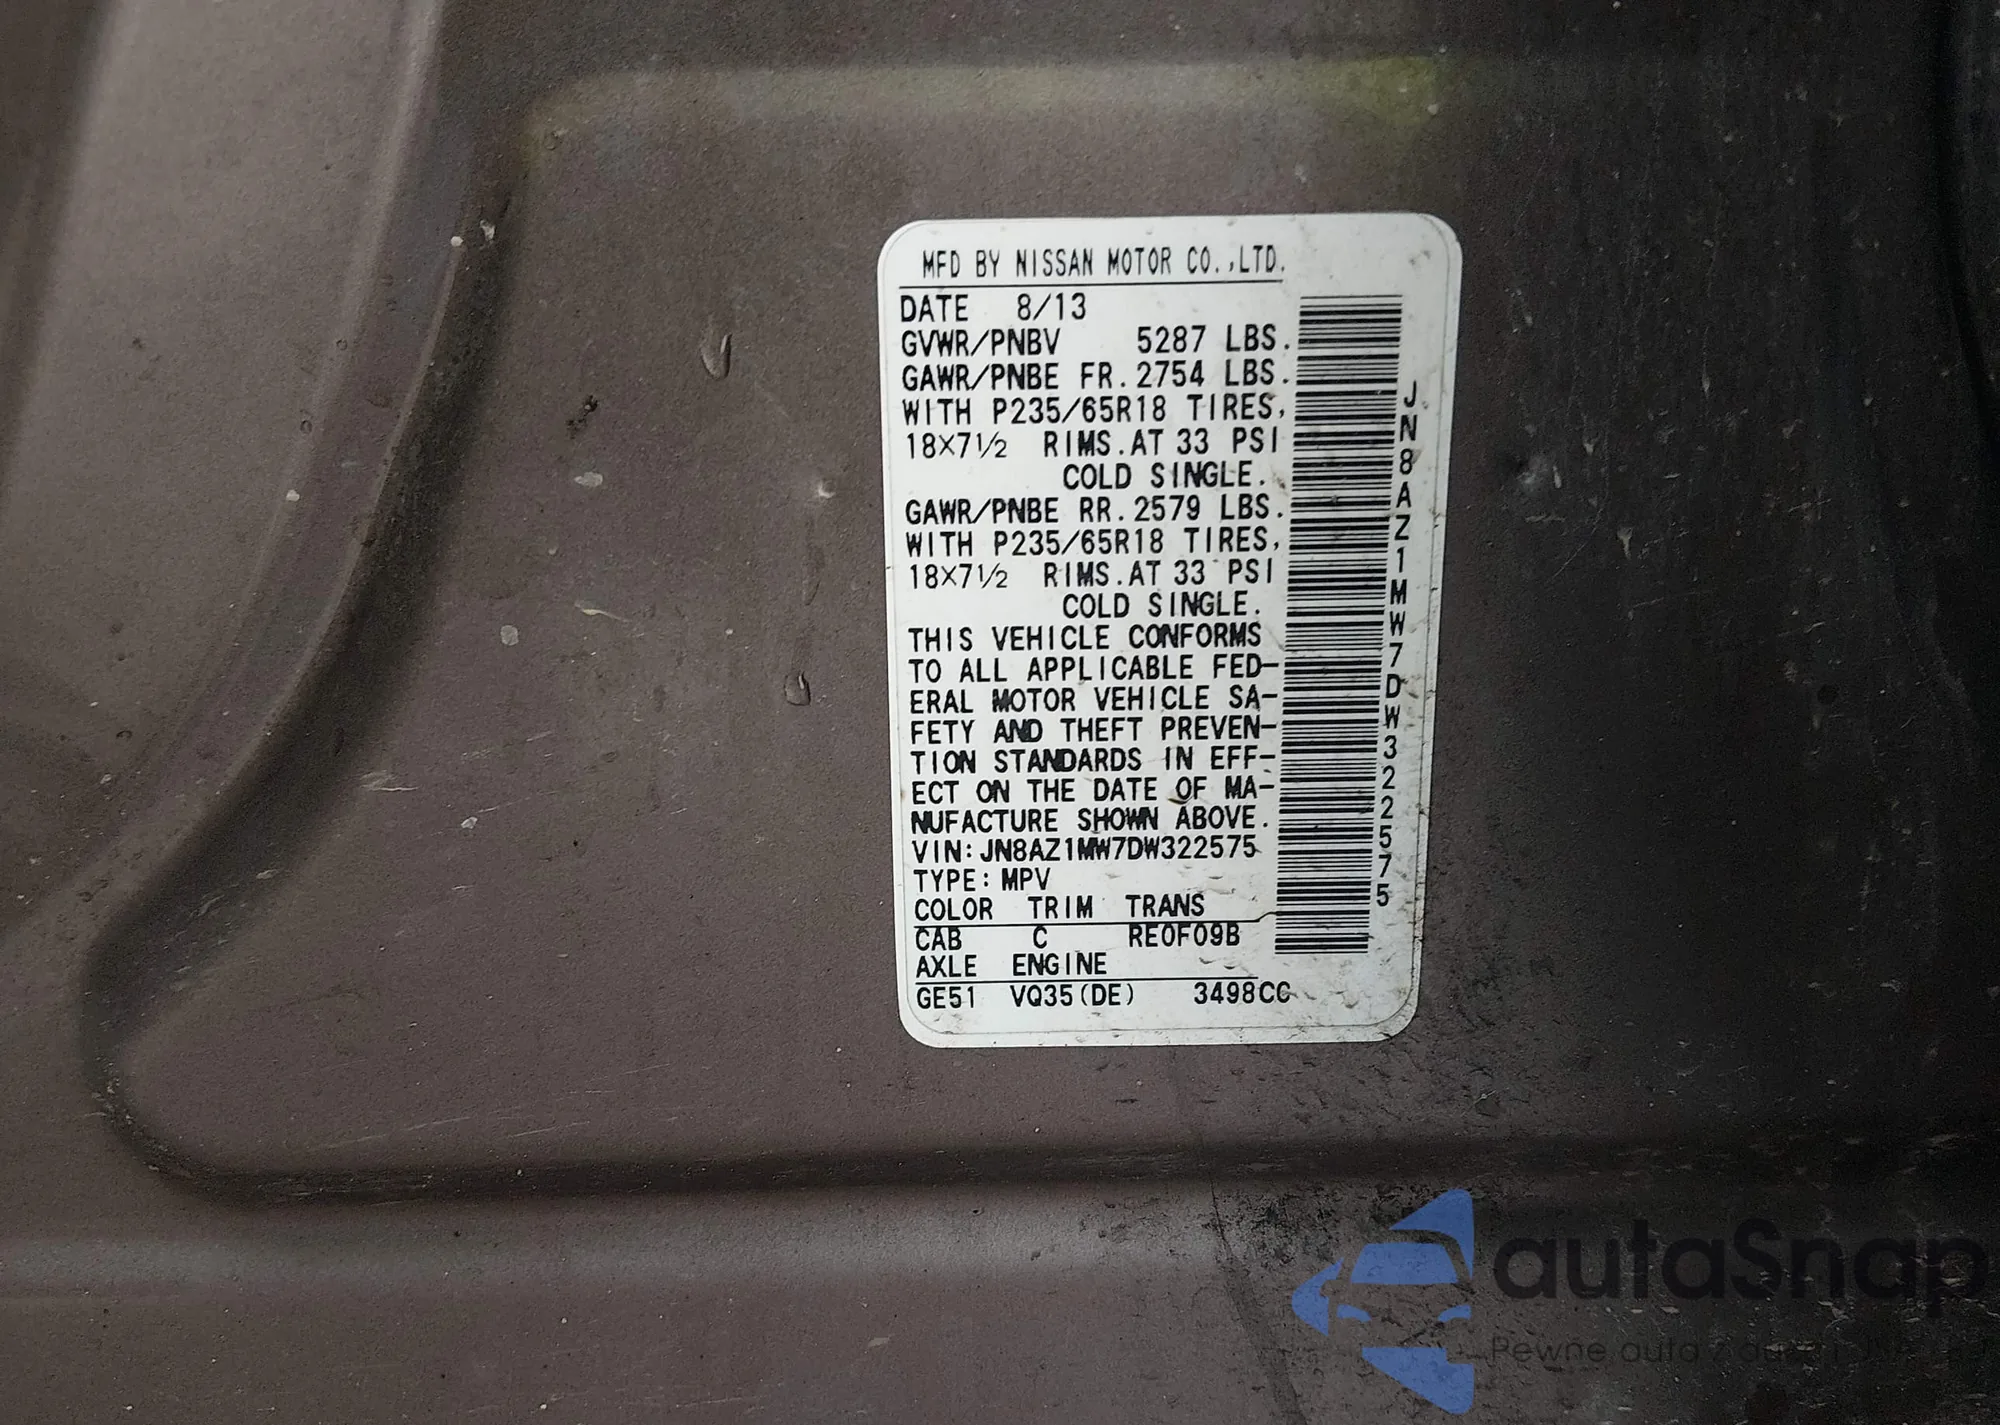 MFD BY NISSAN MOTOR CO.,LTD.
DATE 8/13
GVWR/PNBV 5287 LBS.
GAWR/PNBE FR.2754 LBS.
WITH P235/65R18 TIRES,
18×7½ RIMS.AT 33 PSI
COLD SINGLE.
GAWR/PNBE RR.2579 LBS.
WITH P235/65R18 TIRES,
18×7½ RIMS.AT 33 PSI
COLD SINGLE.
THIS VEHICLE CONFORMS
TO ALL APPLICABLE FED-
ERAL MOTOR VEHICLE SA-
FETY AND THEFT PREVEN-
TION STANDARDS IN EFF-
ECT ON THE DATE OF MA-
NUFACTURE SHOWN ABOVE.
VIN:JN8AZ1MW7DW322575
TYPE:MPV
COLOR TRIM TRANS
CAB C RE0F09B
AXLE ENGINE
GE51 VQ35(DE) 3498CC
JN8AZ1MW7DW322575
autaSnap
Pewne auta z